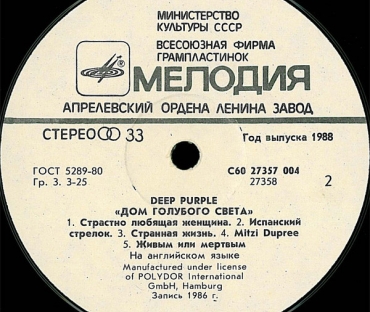 МИНИСТЕРСТВО
КУЛЬТУРЫ СССР
ВСЕСОЮЗНАЯ ФИРМА
ГРАМПЛАСТИНОК
МЕЛОДИЯ
АПРЕЛЕВСКИЙ ОРДЕНА ЛЕНИНА ЗАВОД
СТЕРЕО 33
Год выпуска 1988
ГОСТ 5289-80
С60 27357 004
Гр. 3. 3-25
27358
2
DEEP PURPLE
«ДОМ ГОЛУБОГО СВЕТА»
1. Страстно любящая женщина. 2. Испанский
стрелок. 3. Странная жизнь. 4. Mitzi Dupree
5. Живым или мертвым
На английском языке
Manufactured under license
of POLYDOR International
GmbH, Hamburg
Запись 1986 г.